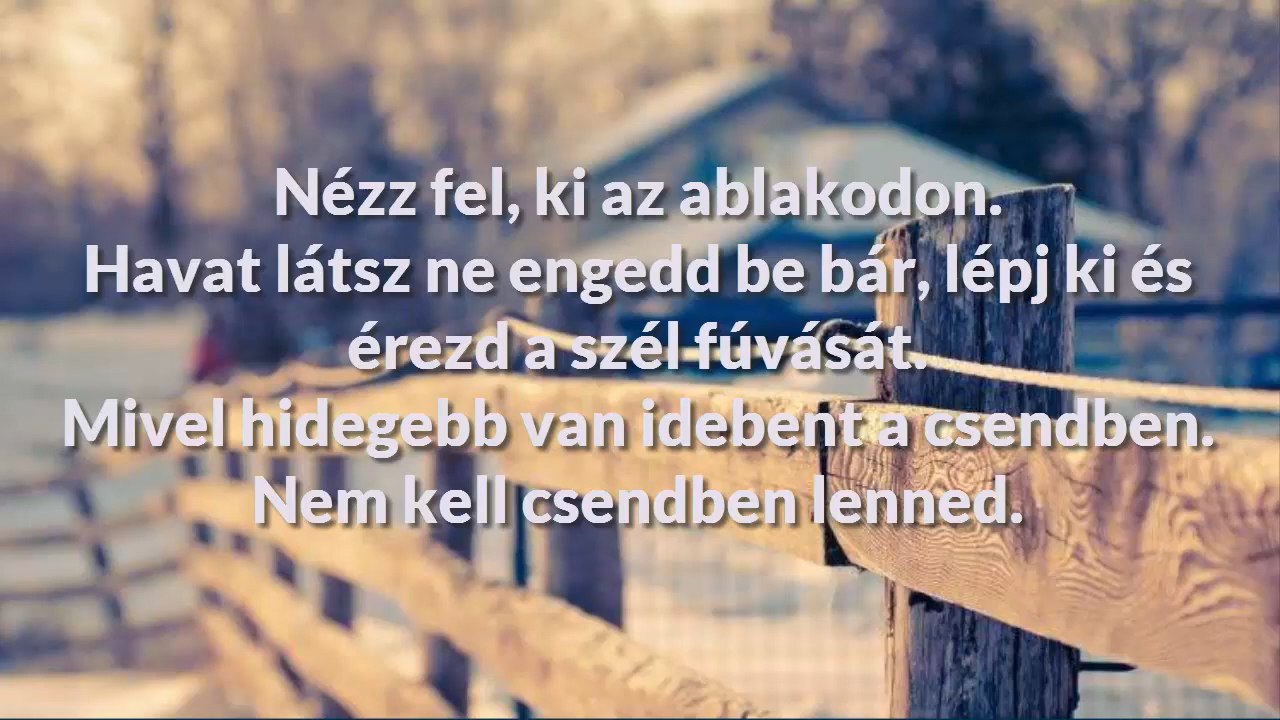 Nézz fel, ki az ablakodon.
Havat látsz ne engedd be bár, lépj ki és
érezd a szél fúvását.
Mivel hidegebb van idebent a csendben.
Nem kell csendben lenned.